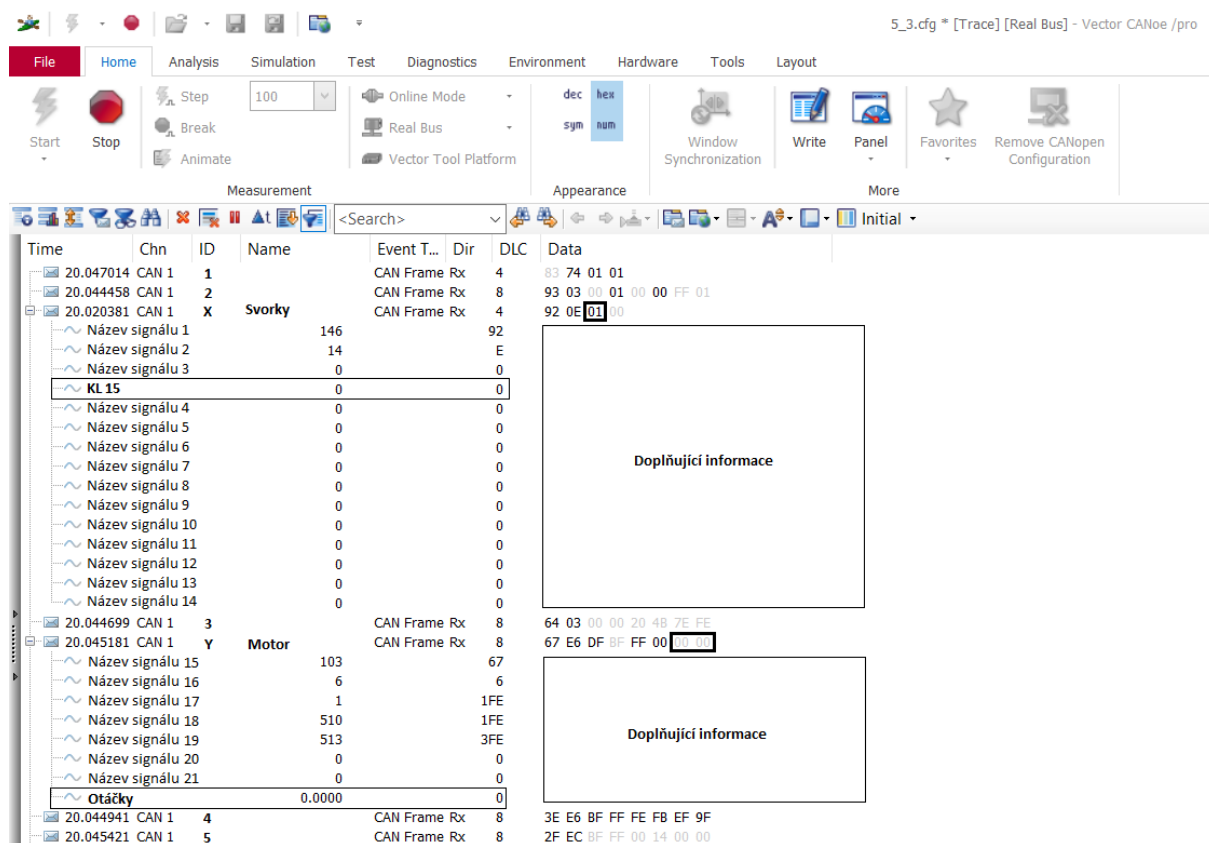 5_3.cfg * [Trace] [Real Bus] - Vector CANoe /pro
File Home Analysis Simulation Test Diagnostics Environment Hardware Tools Layout
Start
Stop
Step
Break
Animate
100
Online Mode
Real Bus
Vector Tool Platform
Measurement
dec hex
sym num
Appearance
Window
Synchronization
Write
Panel
Favorites
Remove CANopen
Configuration
More
<Search>
Initial
Time Chn ID Name Event T... Dir DLC Data
20.047014 CAN 1 1 CAN Frame Rx 4 83 74 01 01
20.044458 CAN 1 2 CAN Frame Rx 8 93 03 00 01 00 00 FF 01
20.020381 CAN 1 X Svorky CAN Frame Rx 4 92 0E 01 00
Název signálu 1 146 92
Název signálu 2 14 E
Název signálu 3 0 0
KL 15 0 0
Název signálu 4 0 0
Název signálu 5 0 0
Název signálu 6 0 0
Název signálu 7 0 0
Název signálu 8 0 0
Název signálu 9 0 0
Název signálu 10 0 0
Název signálu 11 0 0
Název signálu 12 0 0
Název signálu 13 0 0
Název signálu 14 0 0
Doplňující informace
20.044699 CAN 1 3 CAN Frame Rx 8 64 03 00 00 20 4B 7E FE
20.045181 CAN 1 Y Motor CAN Frame Rx 8 67 E6 DF BF FF 00 00 00
Název signálu 15 103 67
Název signálu 16 6 6
Název signálu 17 1 1FE
Název signálu 18 510 1FE
Název signálu 19 513 3FE
Název signálu 20 0 0
Název signálu 21 0 0
Otáčky 0.0000 0
Doplňující informace
20.044941 CAN 1 4 CAN Frame Rx 8 3E E6 BF FF FE FB EF 9F
20.045421 CAN 1 5 CAN Frame Rx 8 2F EC BF FF 00 14 00 00